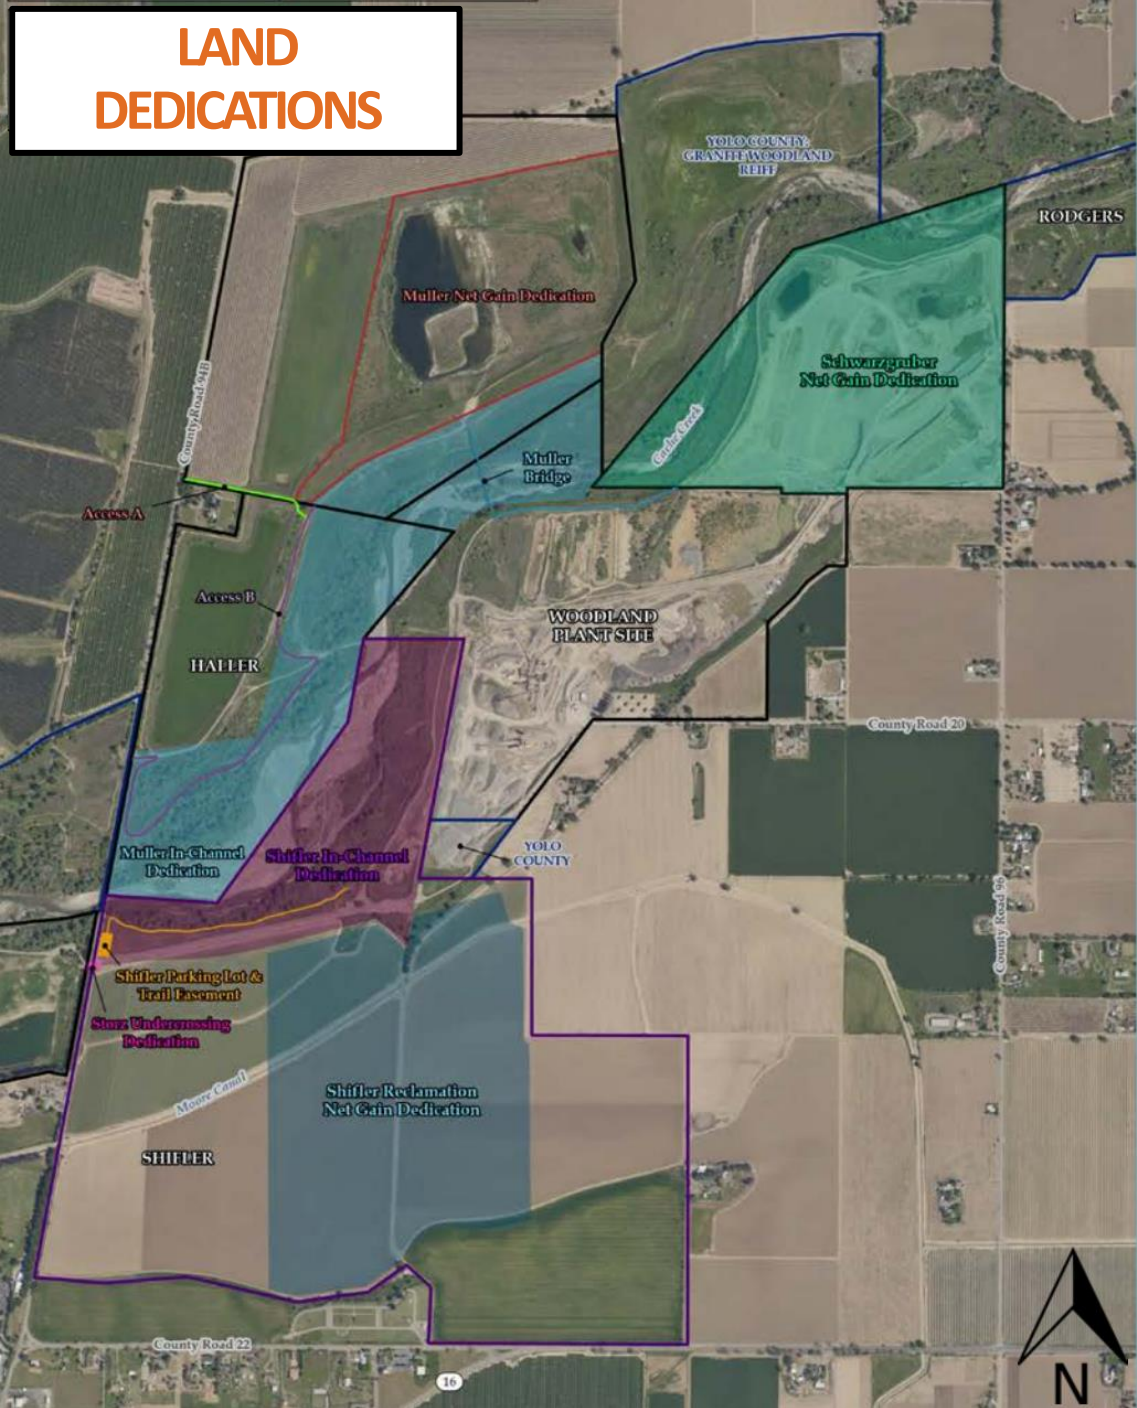 LAND
DEDICATIONS
YOLO COUNTY:
GRANITE WOODLAND
REIFF
RODGERS
Muller Net Gain Dedication
Schwarzgruber
Net Gain Dedication
County Road 94B
Cache Creek
Muller
Bridge
Access A
Access B
WOODLAND
PLANT SITE
HALLER
County Road 20
YOLO
COUNTY
Muller In-Channel
Dedication
Shifler In-Channel
Dedication
County Road 96
Shifler Parking Lot &
Trail Easement
Storz Undercrossing
Dedication
Moore Canal
Shifler Reclamation
Net Gain Dedication
SHIFLER
County Road 22
16
N